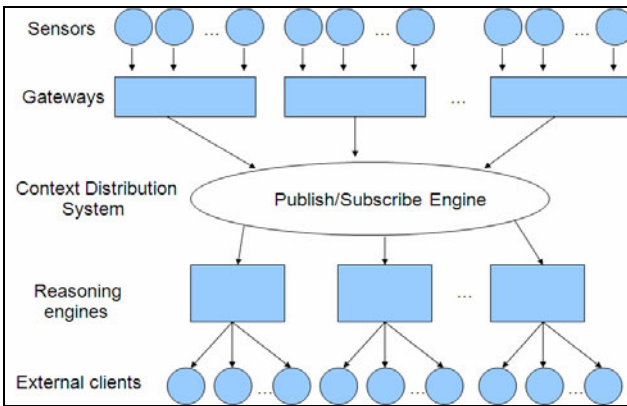 Sensors
... ... ...
Gateways
...
Context Distribution
System
Publish/Subscribe Engine
Reasoning
engines
...
External clients
... ... ...